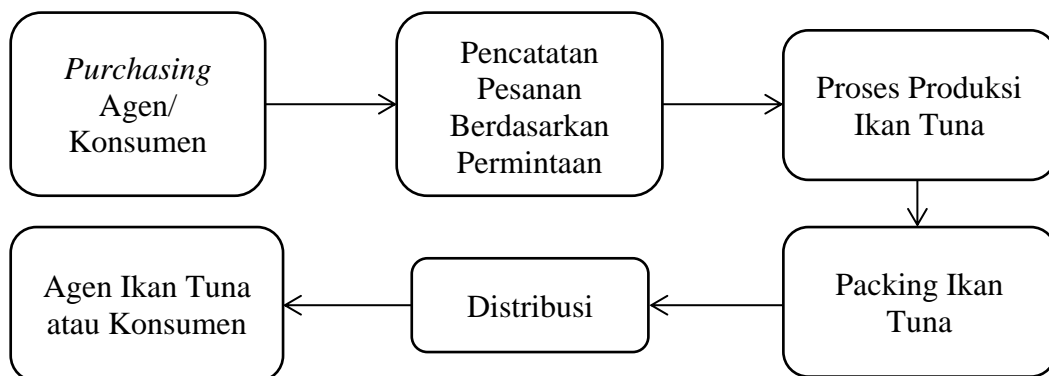 Purchasing
Agen/
Konsumen
Pencatatan
Pesanan
Berdasarkan
Permintaan
Proses Produksi
Ikan Tuna
Packing Ikan
Tuna
Distribusi
Agen Ikan Tuna
atau Konsumen